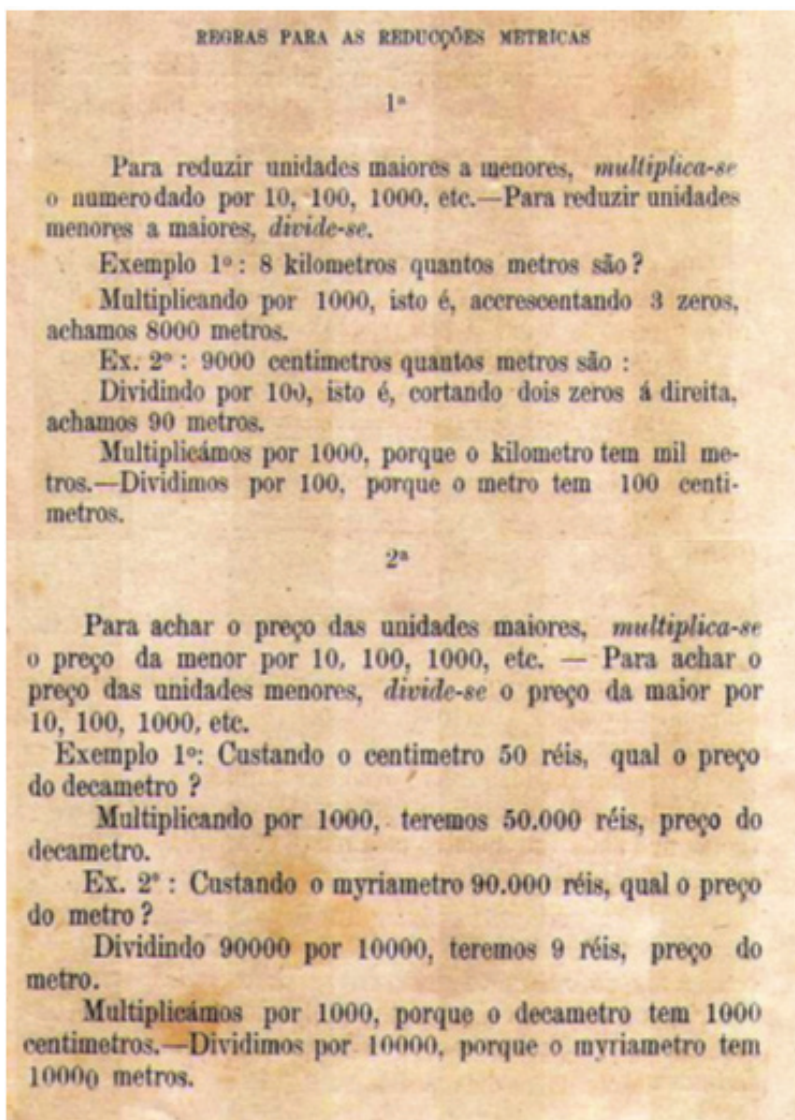 REGRAS PARA AS REDUCÇÕES METRICAS
1ª
Para reduzir unidades maiores a menores, multiplica-se
o numero dado por 10, 100, 1000, etc.—Para reduzir unidades
menores a maiores, divide-se.
Exemplo 1º: 8 kilometros quantos metros são?
Multiplicando por 1000, isto é, accrescentando 3 zeros,
achamos 8000 metros.
Ex. 2º: 9000 centimetros quantos metros são :
Dividindo por 100, isto é, cortando dois zeros á direita,
achamos 90 metros.
Multiplicámos por 1000, porque o kilometro tem mil me-
tros.—Dividimos por 100, porque o metro tem 100 centi-
metros.
2ª
Para achar o preço das unidades maiores, multiplica-se
o preço da menor por 10, 100, 1000, etc. — Para achar o
preço das unidades menores, divide-se o preço da maior por
10, 100, 1000, etc.
Exemplo 1º: Custando o centimetro 50 réis, qual o preço
do decametro ?
Multiplicando por 1000, teremos 50.000 réis, preço do
decametro.
Ex. 2º : Custando o myriametro 90.000 réis, qual o preço
do metro ?
Dividindo 90000 por 10000, teremos 9 réis, preço do
metro.
Multiplicámos por 1000, porque o decametro tem 1000
centimetros.—Dividimos por 10000, porque o myriametro tem
10000 metros.